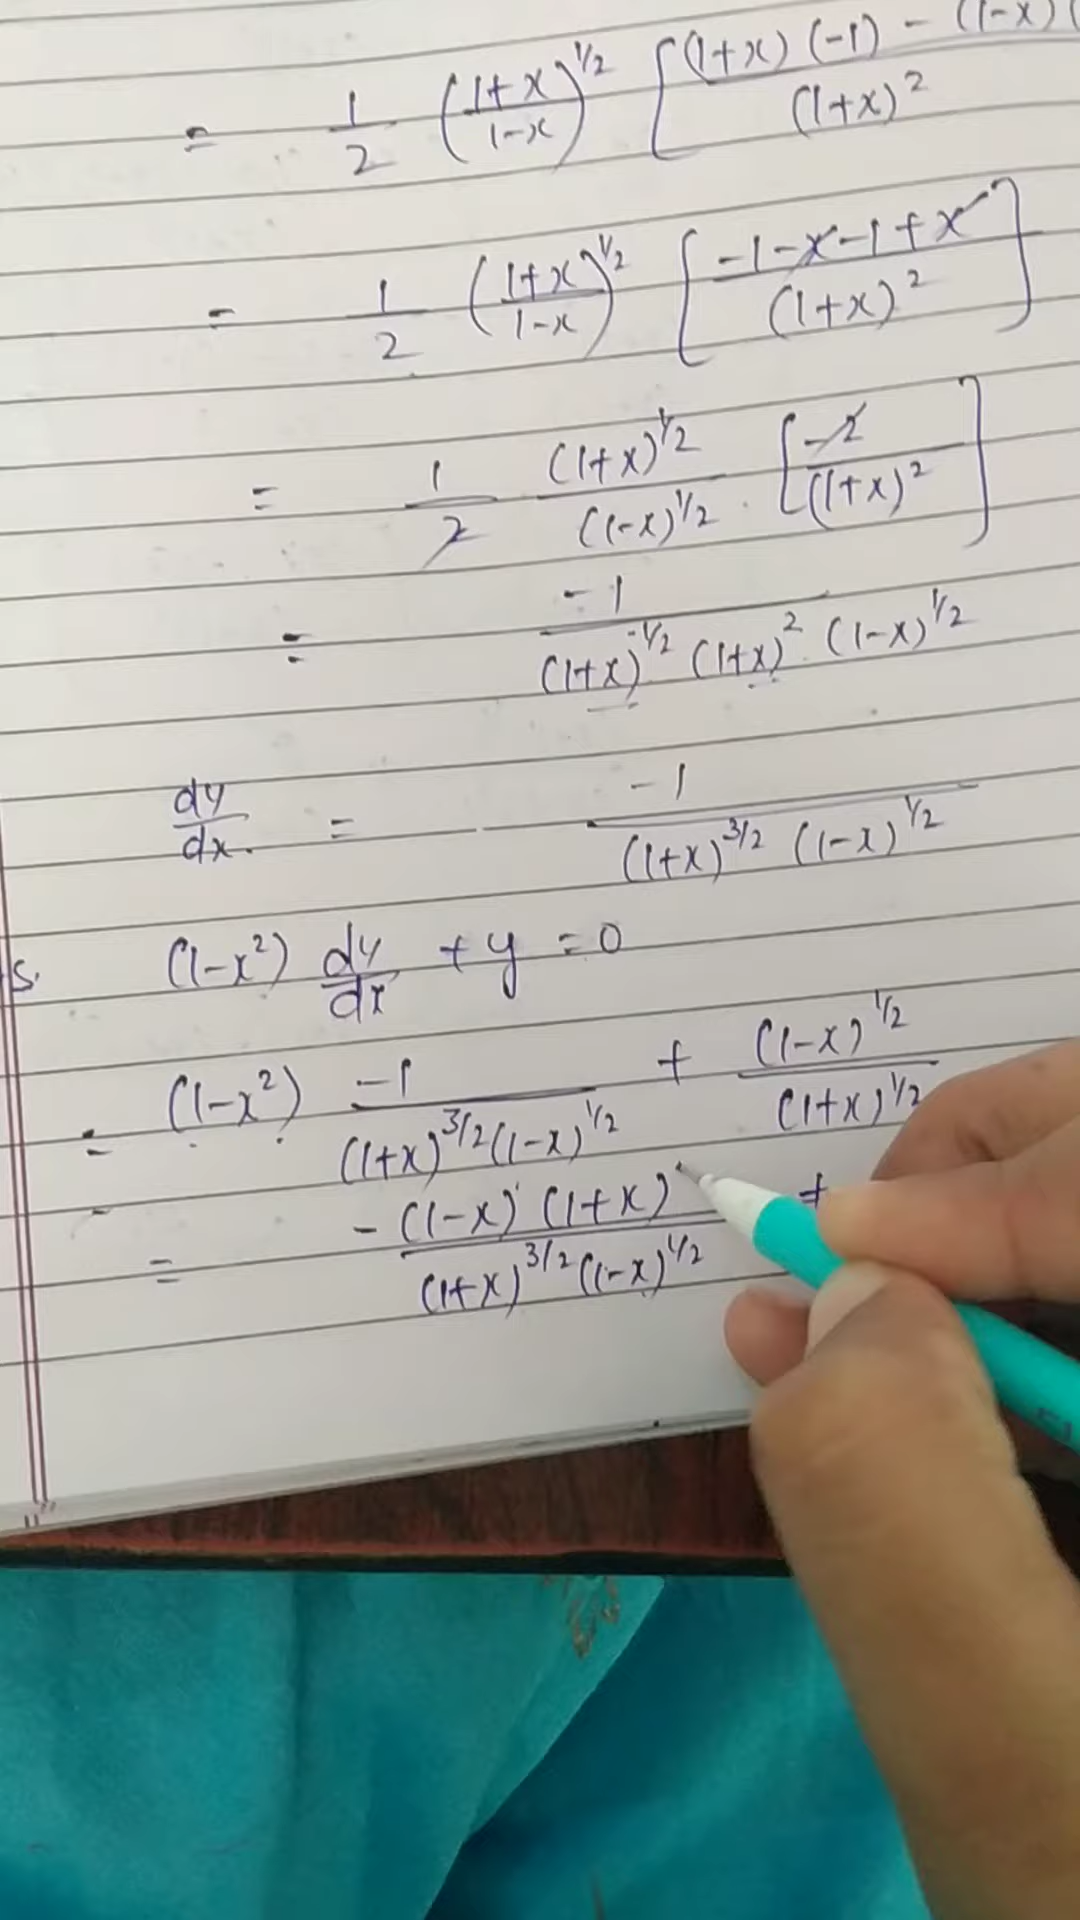 = 1/2 ((1+x)/(1-x))^1/2 [((1+x)(-1) - (1-x)( / (1+x)^2
= 1/2 ((1+x)/(1-x))^1/2 [(-1-x-1+x)/(1+x)^2]
= 1/2 (1+x)^1/2/(1-x)^1/2 . [-2/(1+x)^2]
= -1/((1+x)^-1/2 (1+x)^2 (1-x)^1/2)
dy/dx. = -1/((1+x)^3/2 (1-x)^1/2)
S. (1-x^2) dy/dx + y = 0
= (1-x^2) -1/((1+x)^3/2 (1-x)^1/2) + (1-x)^1/2/(1+x)^1/2
= -(1-x)^1 (1+x)/((1+x)^3/2 (1-x)^1/2) +